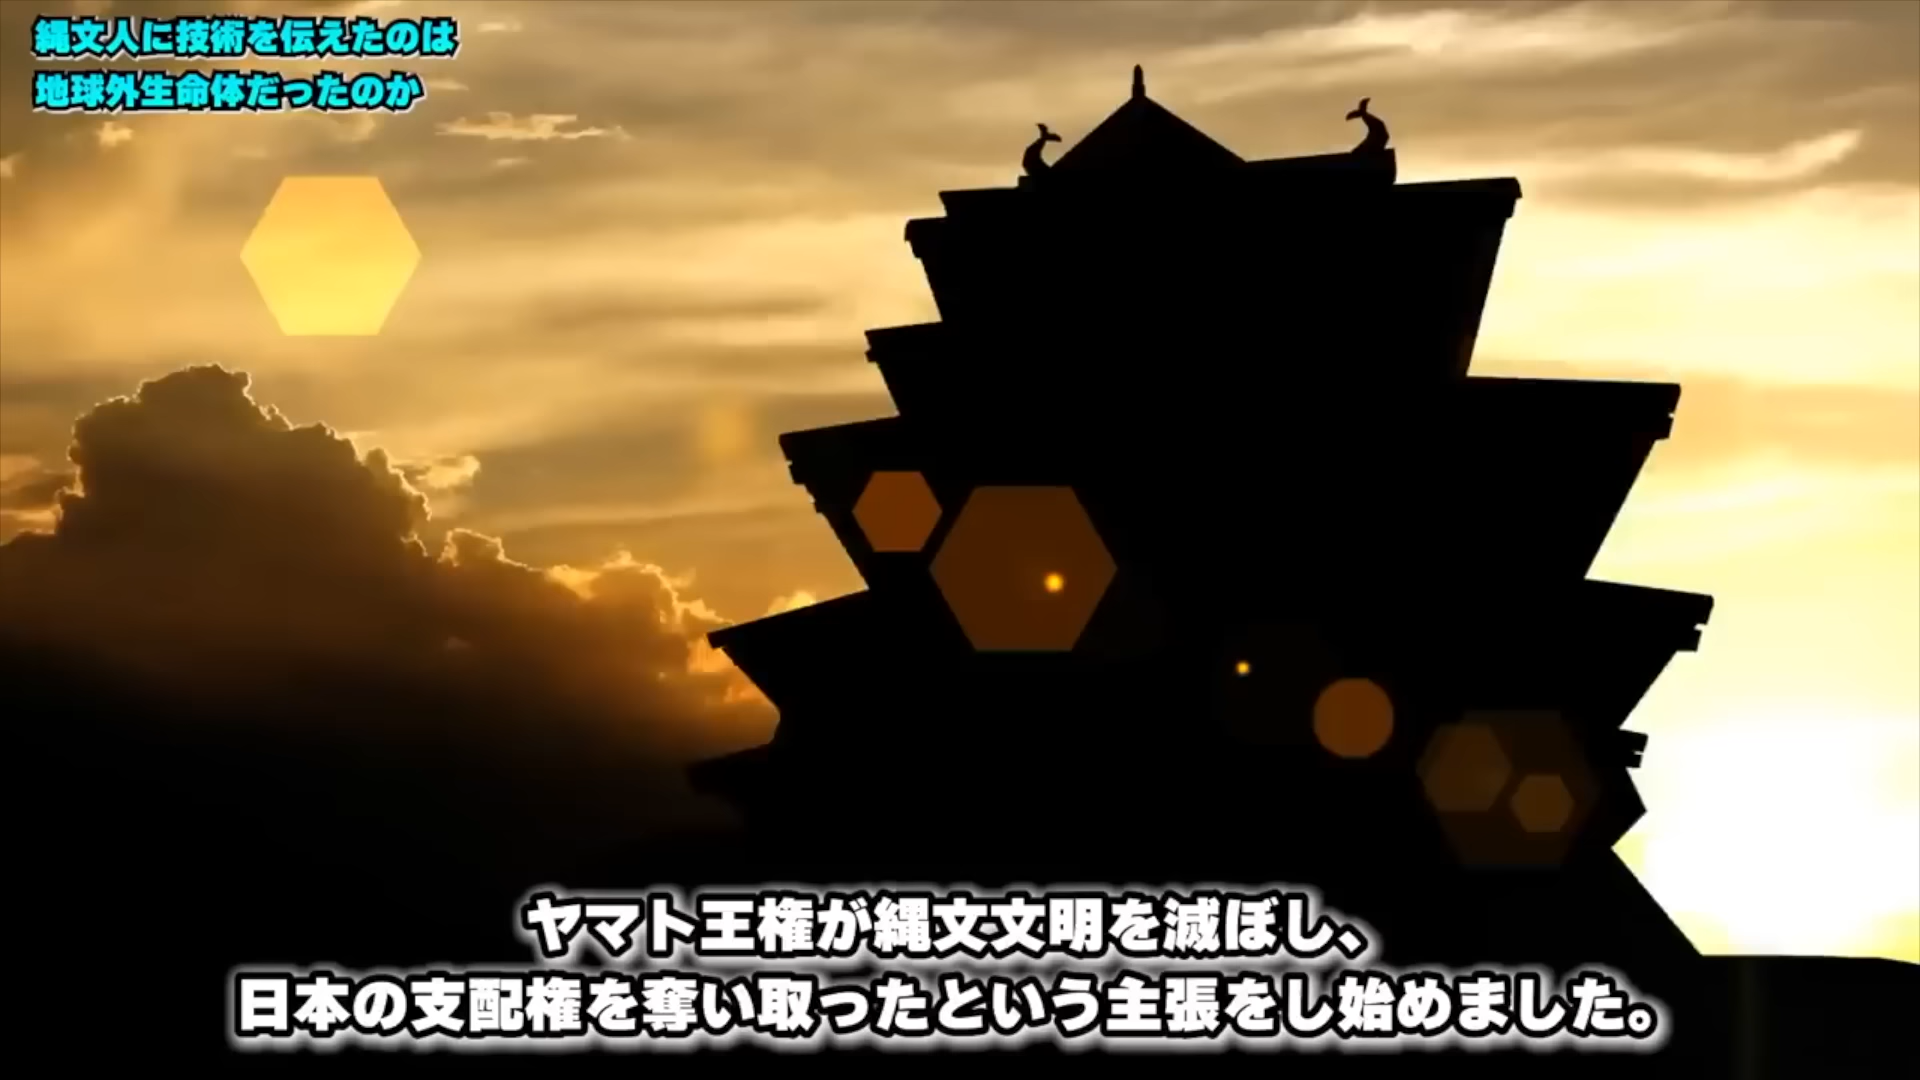 縄文人に技術を伝えたのは
地球外生命体だったのか
ヤマト王権が縄文文明を滅ぼし、
日本の支配権を奪い取ったという主張をし始めました。